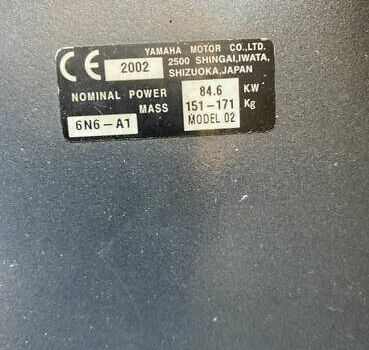 CE 2002 YAMAHA MOTOR CO.,LTD.
2500 SHINGAI,IWATA,
SHIZUOKA,JAPAN
NOMINAL POWER 84.6 KW
MASS 151-171 Kg
6N6-A1 MODEL 02